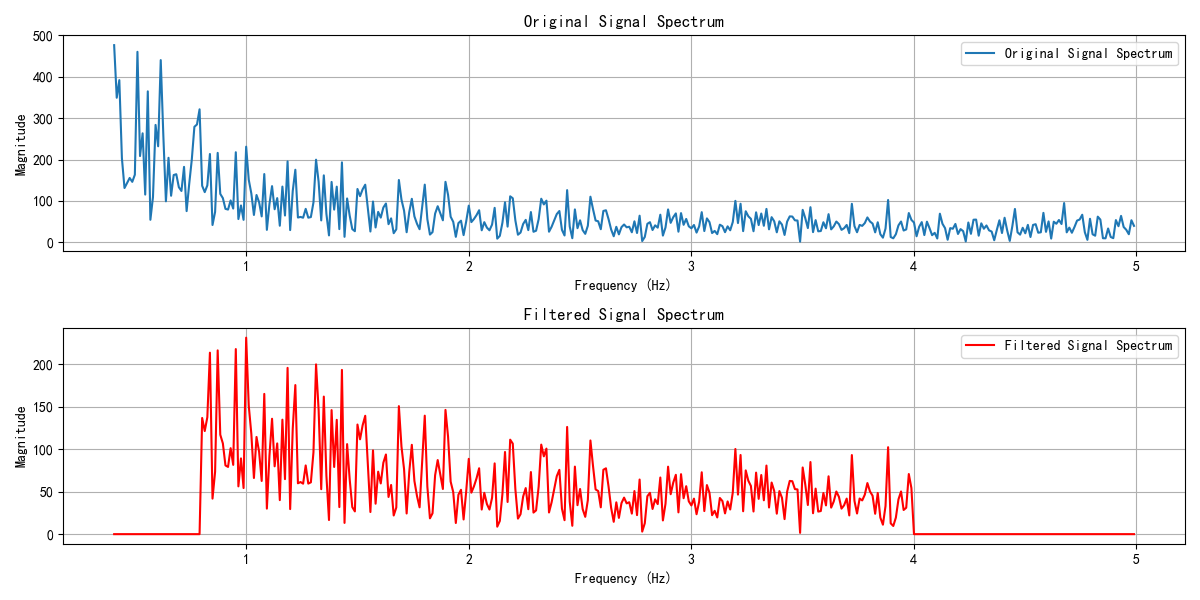 Original Signal Spectrum
500
400
300
200
100
0
Magnitude
Original Signal Spectrum
1 2 3 4 5
Frequency (Hz)
Filtered Signal Spectrum
200
150
100
50
0
Magnitude
Filtered Signal Spectrum
1 2 3 4 5
Frequency (Hz)